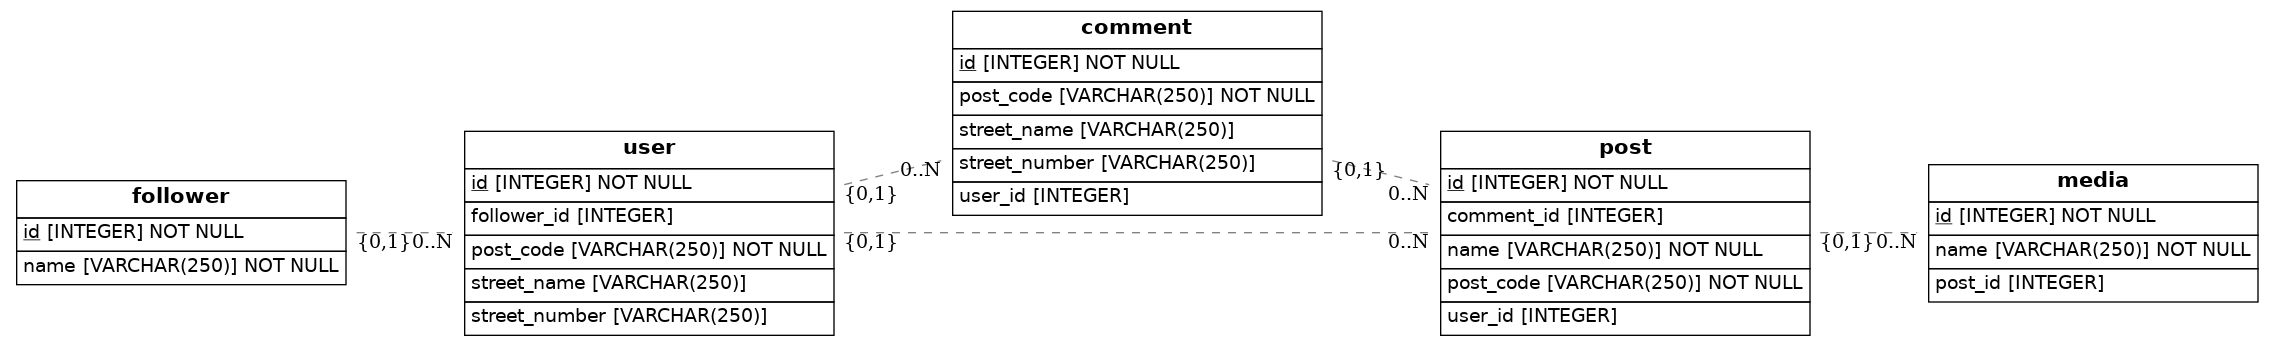 follower
id [INTEGER] NOT NULL
name [VARCHAR(250)] NOT NULL
{0,1}
0..N
user
id [INTEGER] NOT NULL
follower_id [INTEGER]
post_code [VARCHAR(250)] NOT NULL
street_name [VARCHAR(250)]
street_number [VARCHAR(250)]
0..N
{0,1}
{0,1}
0..N
comment
id [INTEGER] NOT NULL
post_code [VARCHAR(250)] NOT NULL
street_name [VARCHAR(250)]
street_number [VARCHAR(250)]
user_id [INTEGER]
{0,1}
0..N
post
id [INTEGER] NOT NULL
comment_id [INTEGER]
name [VARCHAR(250)] NOT NULL
post_code [VARCHAR(250)] NOT NULL
user_id [INTEGER]
{0,1}
0..N
media
id [INTEGER] NOT NULL
name [VARCHAR(250)] NOT NULL
post_id [INTEGER]